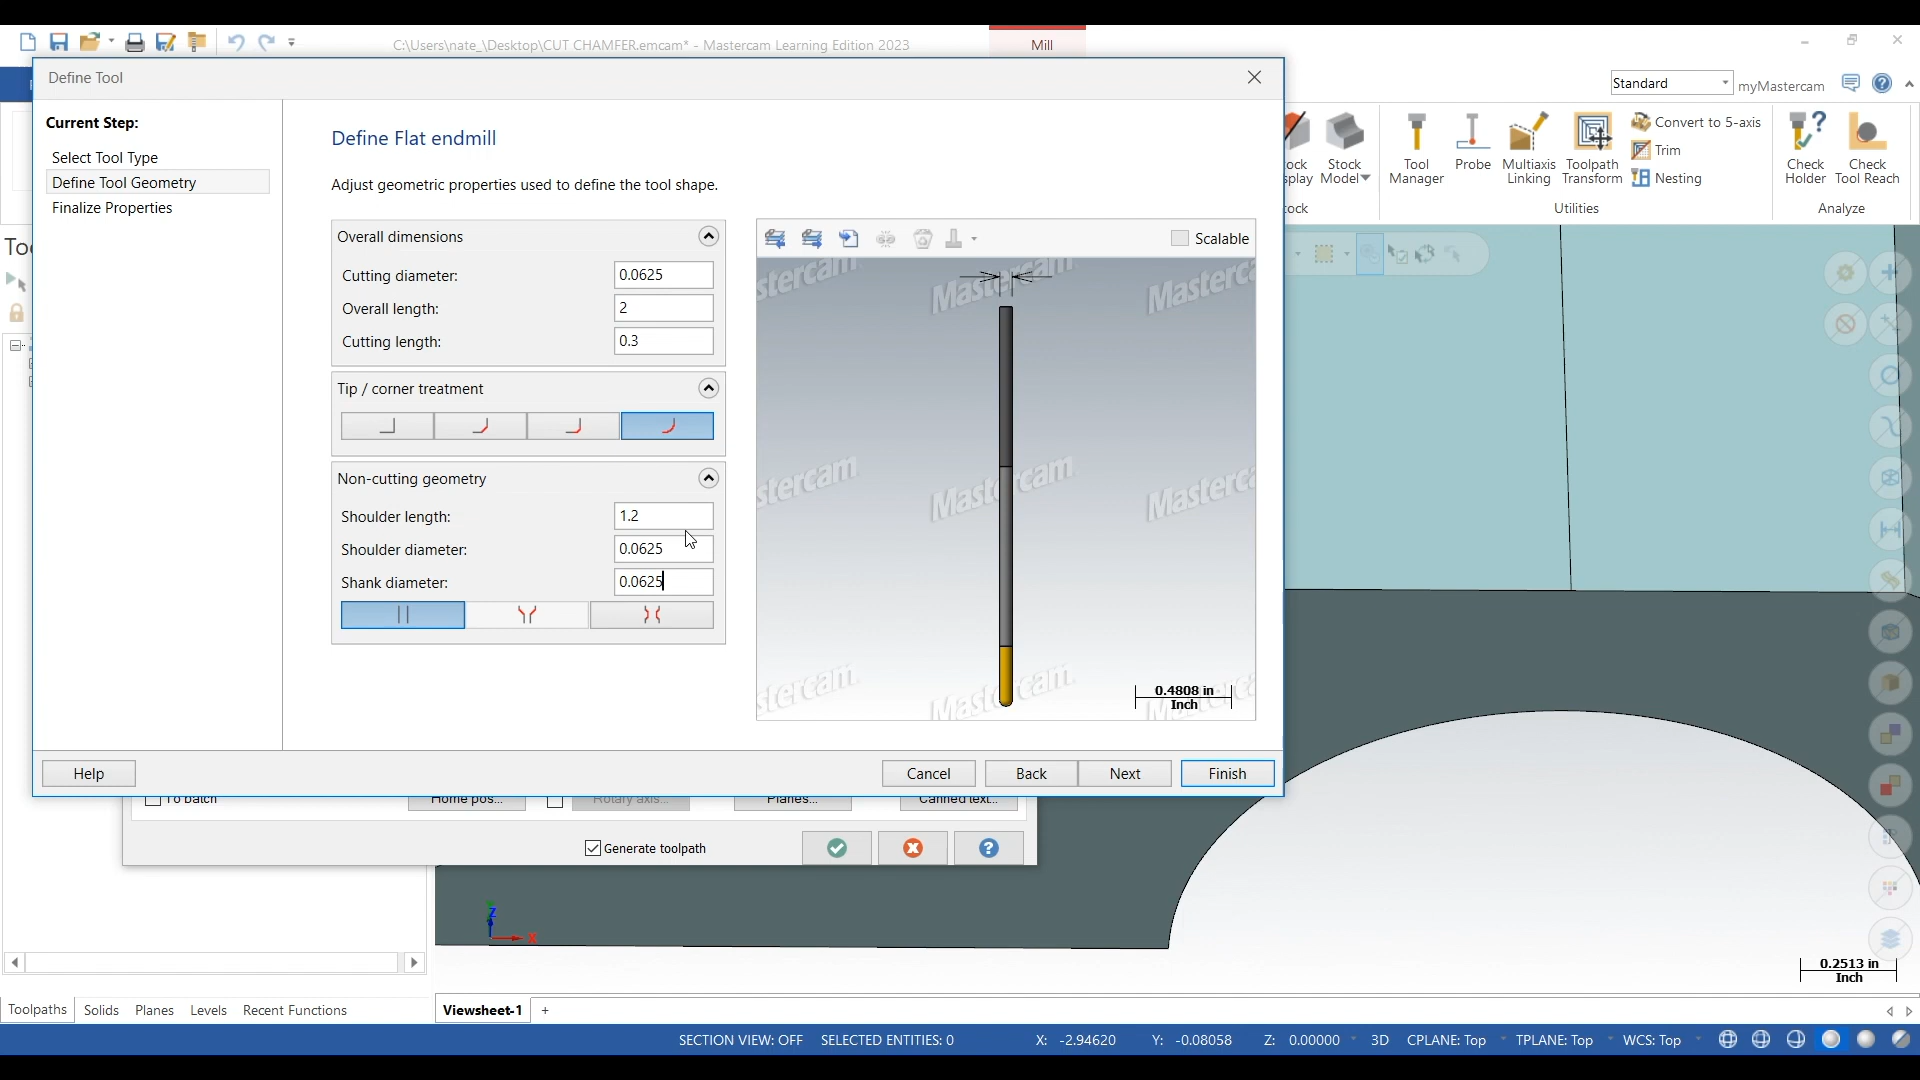 C:\Users\nate_\Desktop\CUT CHAMFER.emcam* - Mastercam Learning Edition 2023
Mill
Define Tool
Standard
myMastercam
Current Step:
Select Tool Type
Define Tool Geometry
Finalize Properties
Define Flat endmill
Adjust geometric properties used to define the tool shape.
Overall dimensions
Cutting diameter: 0.0625
Overall length: 2
Cutting length: 0.3
Tip / corner treatment
Non-cutting geometry
Shoulder length: 1.2
Shoulder diameter: 0.0625
Shank diameter: 0.0625
Scalable
Mastercam
0.4808 in
Inch
Help
Cancel
Back
Next
Finish
Stock
Model
Tool
Manager
Probe
Multiaxis
Linking
Toolpath
Transform
Convert to 5-axis
Trim
Nesting
Check
Holder
Check
Tool Reach
Utilities
Analyze
To batch
Home pos...
Rotary axis...
Planes...
Canned text...
Generate toolpath
Z
X
0.2513 in
Inch
Toolpaths
Solids
Planes
Levels
Recent Functions
Viewsheet-1
+
SECTION VIEW: OFF
SELECTED ENTITIES: 0
X: -2.94620
Y: -0.08058
Z: 0.00000
3D
CPLANE: Top
TPLANE: Top
WCS: Top